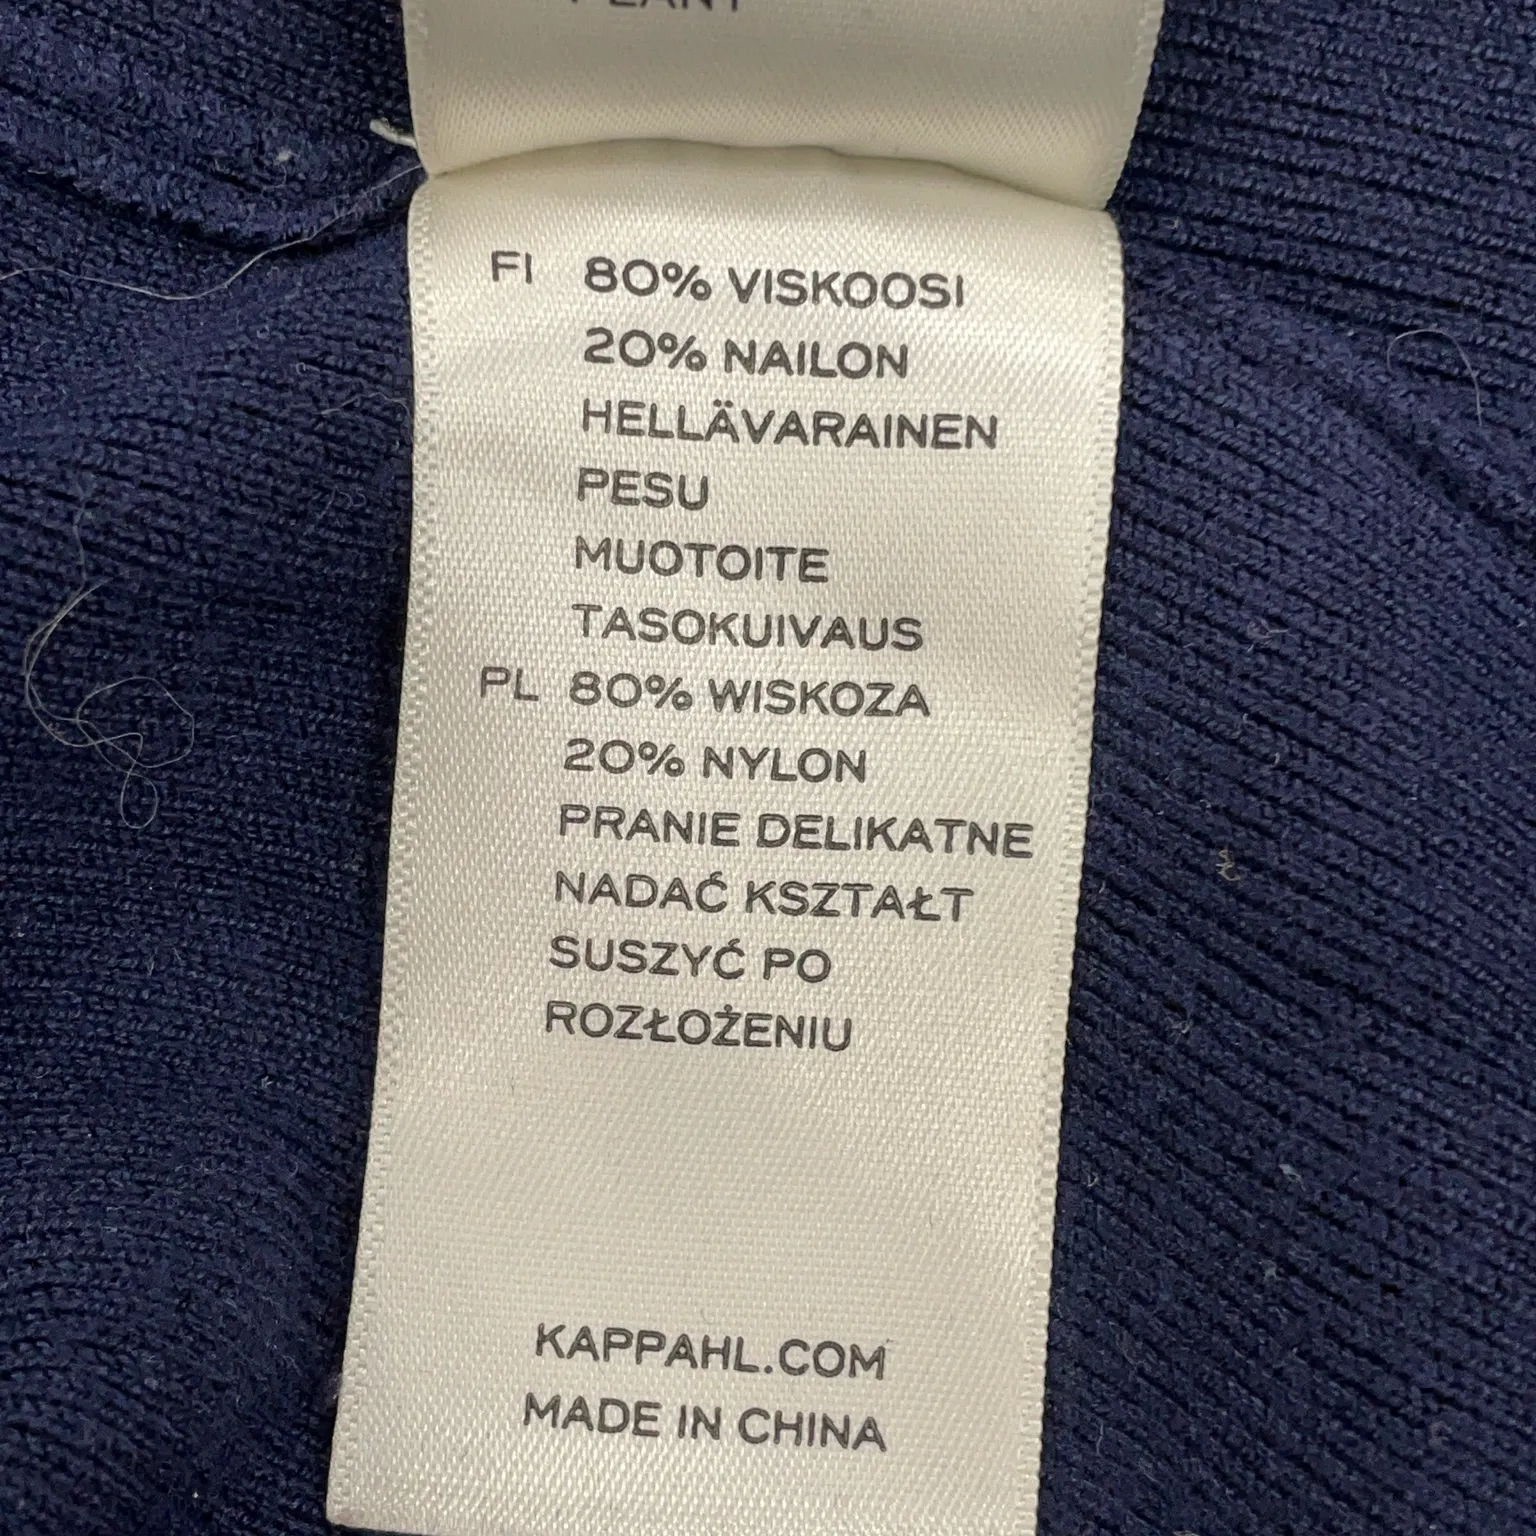 PLANT
FI 80% VISKOOSI
20% NAILON
HELLÄVARAINEN
PESU
MUOTOITE
TASOKUIVAUS
PL 80% WISKOZA
20% NYLON
PRANIE DELIKATNE
NADAĆ KSZTAŁT
SUSZYĆ PO
ROZŁOŻENIU
KAPPAHL.COM
MADE IN CHINA